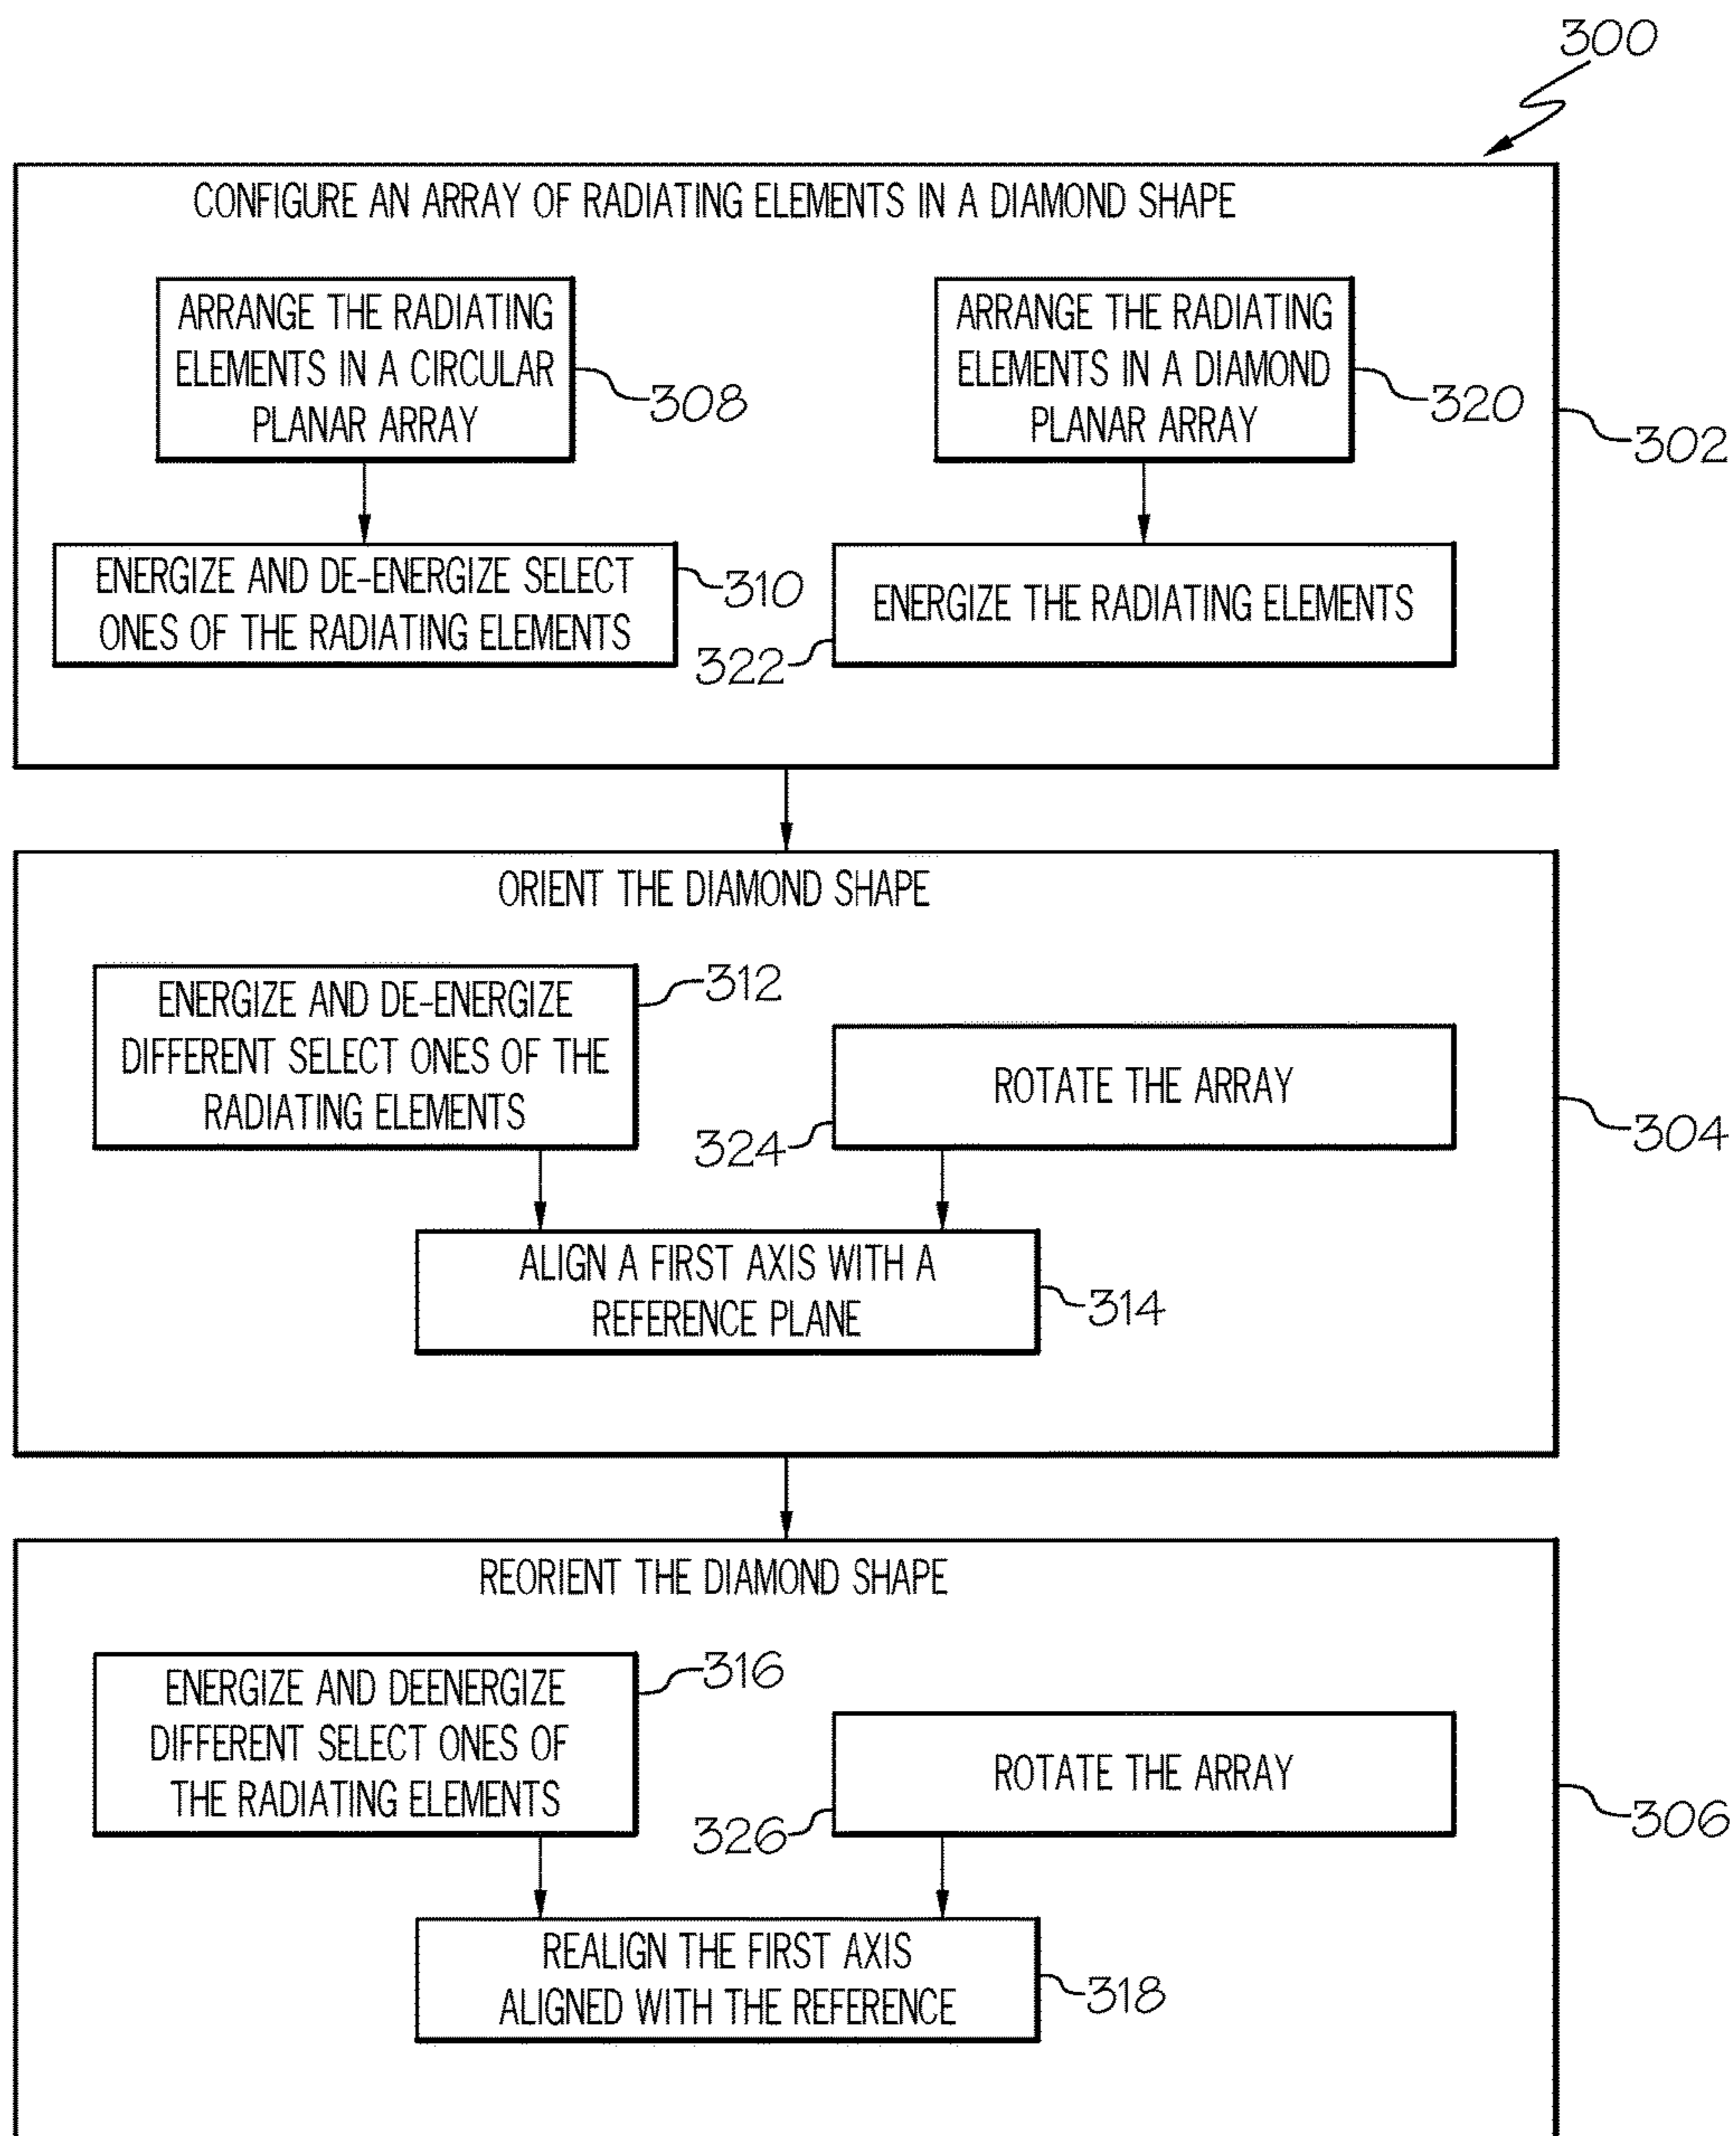 300
CONFIGURE AN ARRAY OF RADIATING ELEMENTS IN A DIAMOND SHAPE
ARRANGE THE RADIATING
ELEMENTS IN A CIRCULAR
PLANAR ARRAY
308
ARRANGE THE RADIATING
ELEMENTS IN A DIAMOND
PLANAR ARRAY
320
302
ENERGIZE AND DE-ENERGIZE SELECT
ONES OF THE RADIATING ELEMENTS
310
ENERGIZE THE RADIATING ELEMENTS
322
ORIENT THE DIAMOND SHAPE
ENERGIZE AND DE-ENERGIZE
DIFFERENT SELECT ONES OF THE
RADIATING ELEMENTS
312
ROTATE THE ARRAY
324
304
ALIGN A FIRST AXIS WITH A
REFERENCE PLANE
314
REORIENT THE DIAMOND SHAPE
ENERGIZE AND DEENERGIZE
DIFFERENT SELECT ONES OF
THE RADIATING ELEMENTS
316
ROTATE THE ARRAY
326
306
REALIGN THE FIRST AXIS
ALIGNED WITH THE REFERENCE
318